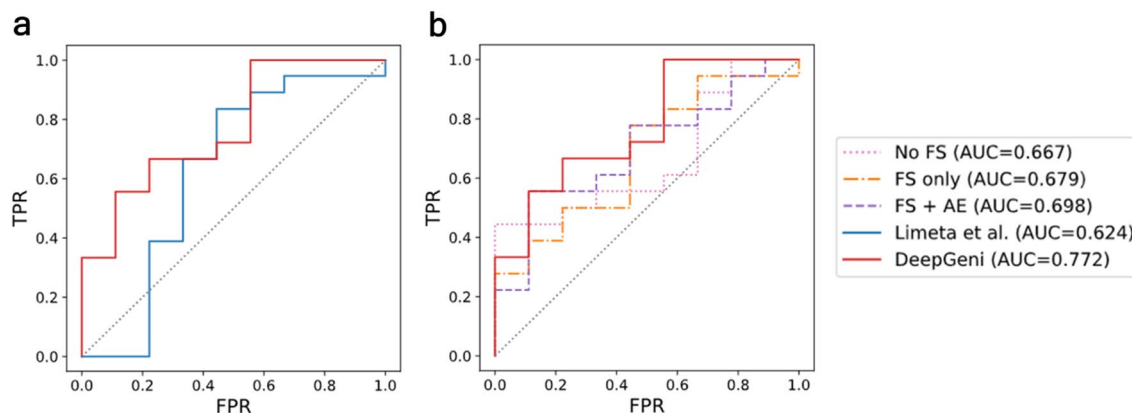 a
1.0
0.8
0.6
0.4
0.2
0.0
TPR
0.0 0.2 0.4 0.6 0.8 1.0
FPR
b
1.0
0.8
0.6
0.4
0.2
0.0
TPR
0.0 0.2 0.4 0.6 0.8 1.0
FPR
No FS (AUC=0.667)
FS only (AUC=0.679)
FS + AE (AUC=0.698)
Limeta et al. (AUC=0.624)
DeepGeni (AUC=0.772)